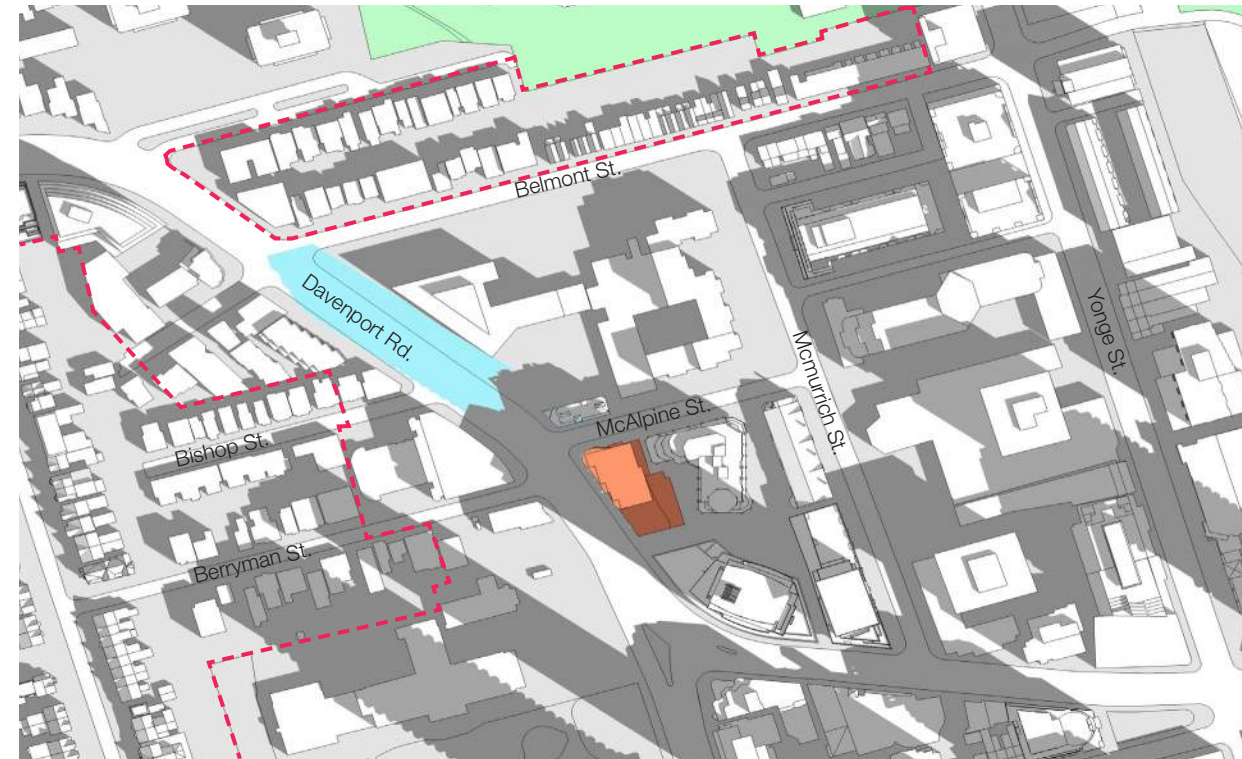 Belmont St.
Davenport Rd.
Yonge St.
Mcmurrich St.
McAlpine St.
Bishop St.
Berryman St.